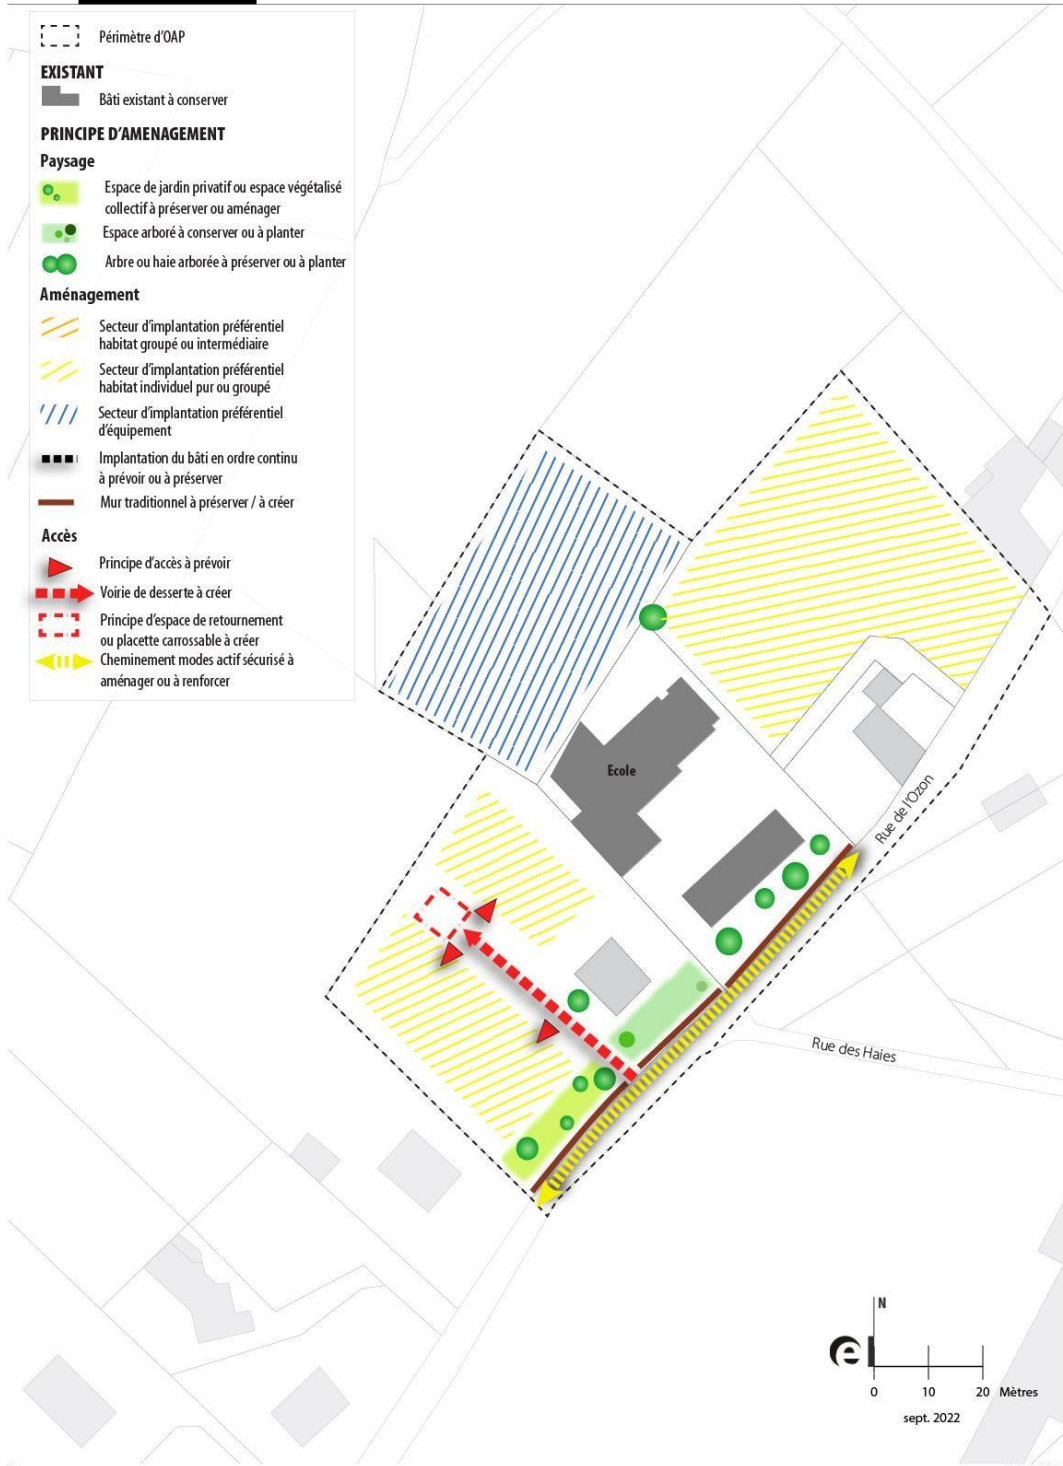 Périmètre d'OAP
EXISTANT
Bâti existant à conserver
PRINCIPE D'AMENAGEMENT
Paysage
Espace de jardin privatif ou espace végétalisé
collectif à préserver ou aménager
Espace arboré à conserver ou à planter
Arbre ou haie arborée à préserver ou à planter
Aménagement
Secteur d'implantation préférentiel
habitat groupé ou intermédiaire
Secteur d'implantation préférentiel
habitat individuel pur ou groupé
Secteur d'implantation préférentiel
d'équipement
Implantation du bâti en ordre continu
à prévoir ou à préserver
Mur traditionnel à préserver / à créer
Accès
Principe d'accès à prévoir
Voirie de desserte à créer
Principe d'espace de retournement
ou placette carrossable à créer
Cheminement modes actif sécurisé à
aménager ou à renforcer
Ecole
Rue de l'Ozon
Rue des Haies
N
e
0 10 20 Mètres
sept. 2022